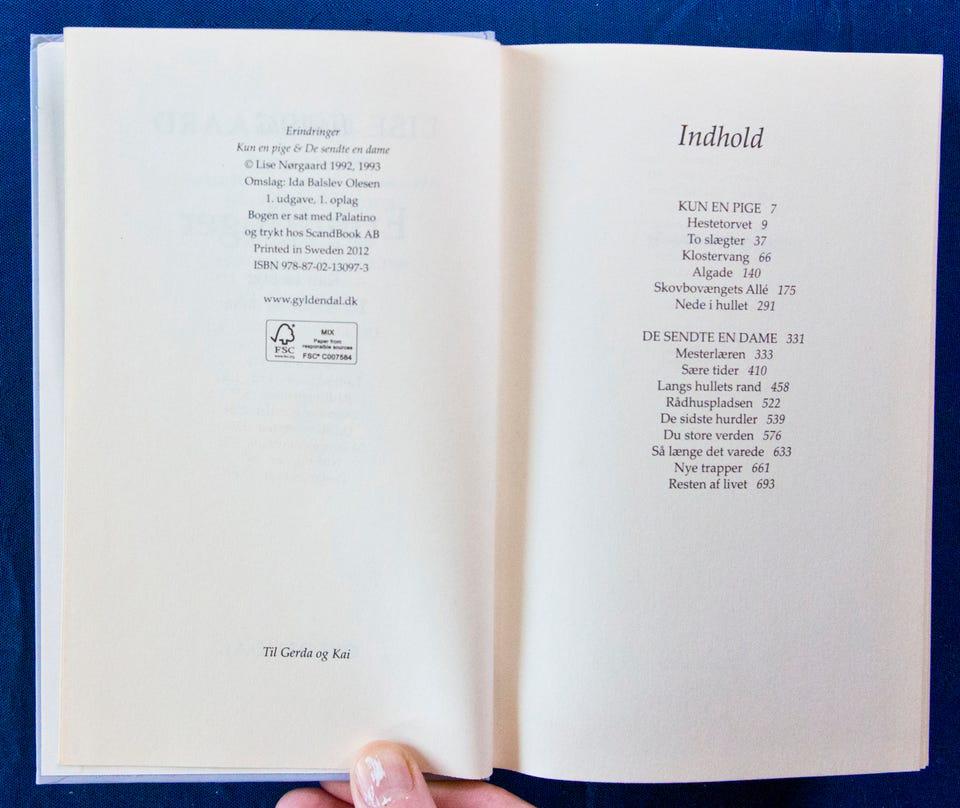 Erindringer
Kun en pige & De sendte en dame
© Lise Nørgaard 1992, 1993
Omslag: Ida Balslev Olesen
1. udgave, 1. oplag
Bogen er sat med Palatino
og trykt hos ScandBook AB
Printed in Sweden 2012
ISBN 978-87-02-13097-3
www.gyldendal.dk
FSC
www.fsc.org
MIX
Paper from
responsible sources
FSC® C007584
Til Gerda og Kai
Indhold
KUN EN PIGE 7
Hestetorvet 9
To slægter 37
Klostervang 66
Algade 140
Skovbovængets Allé 175
Nede i hullet 291
DE SENDTE EN DAME 331
Mesterlæren 333
Sære tider 410
Langs hullets rand 458
Rådhuspladsen 522
De sidste hurdler 539
Du store verden 576
Så længe det varede 633
Nye trapper 661
Resten af livet 693